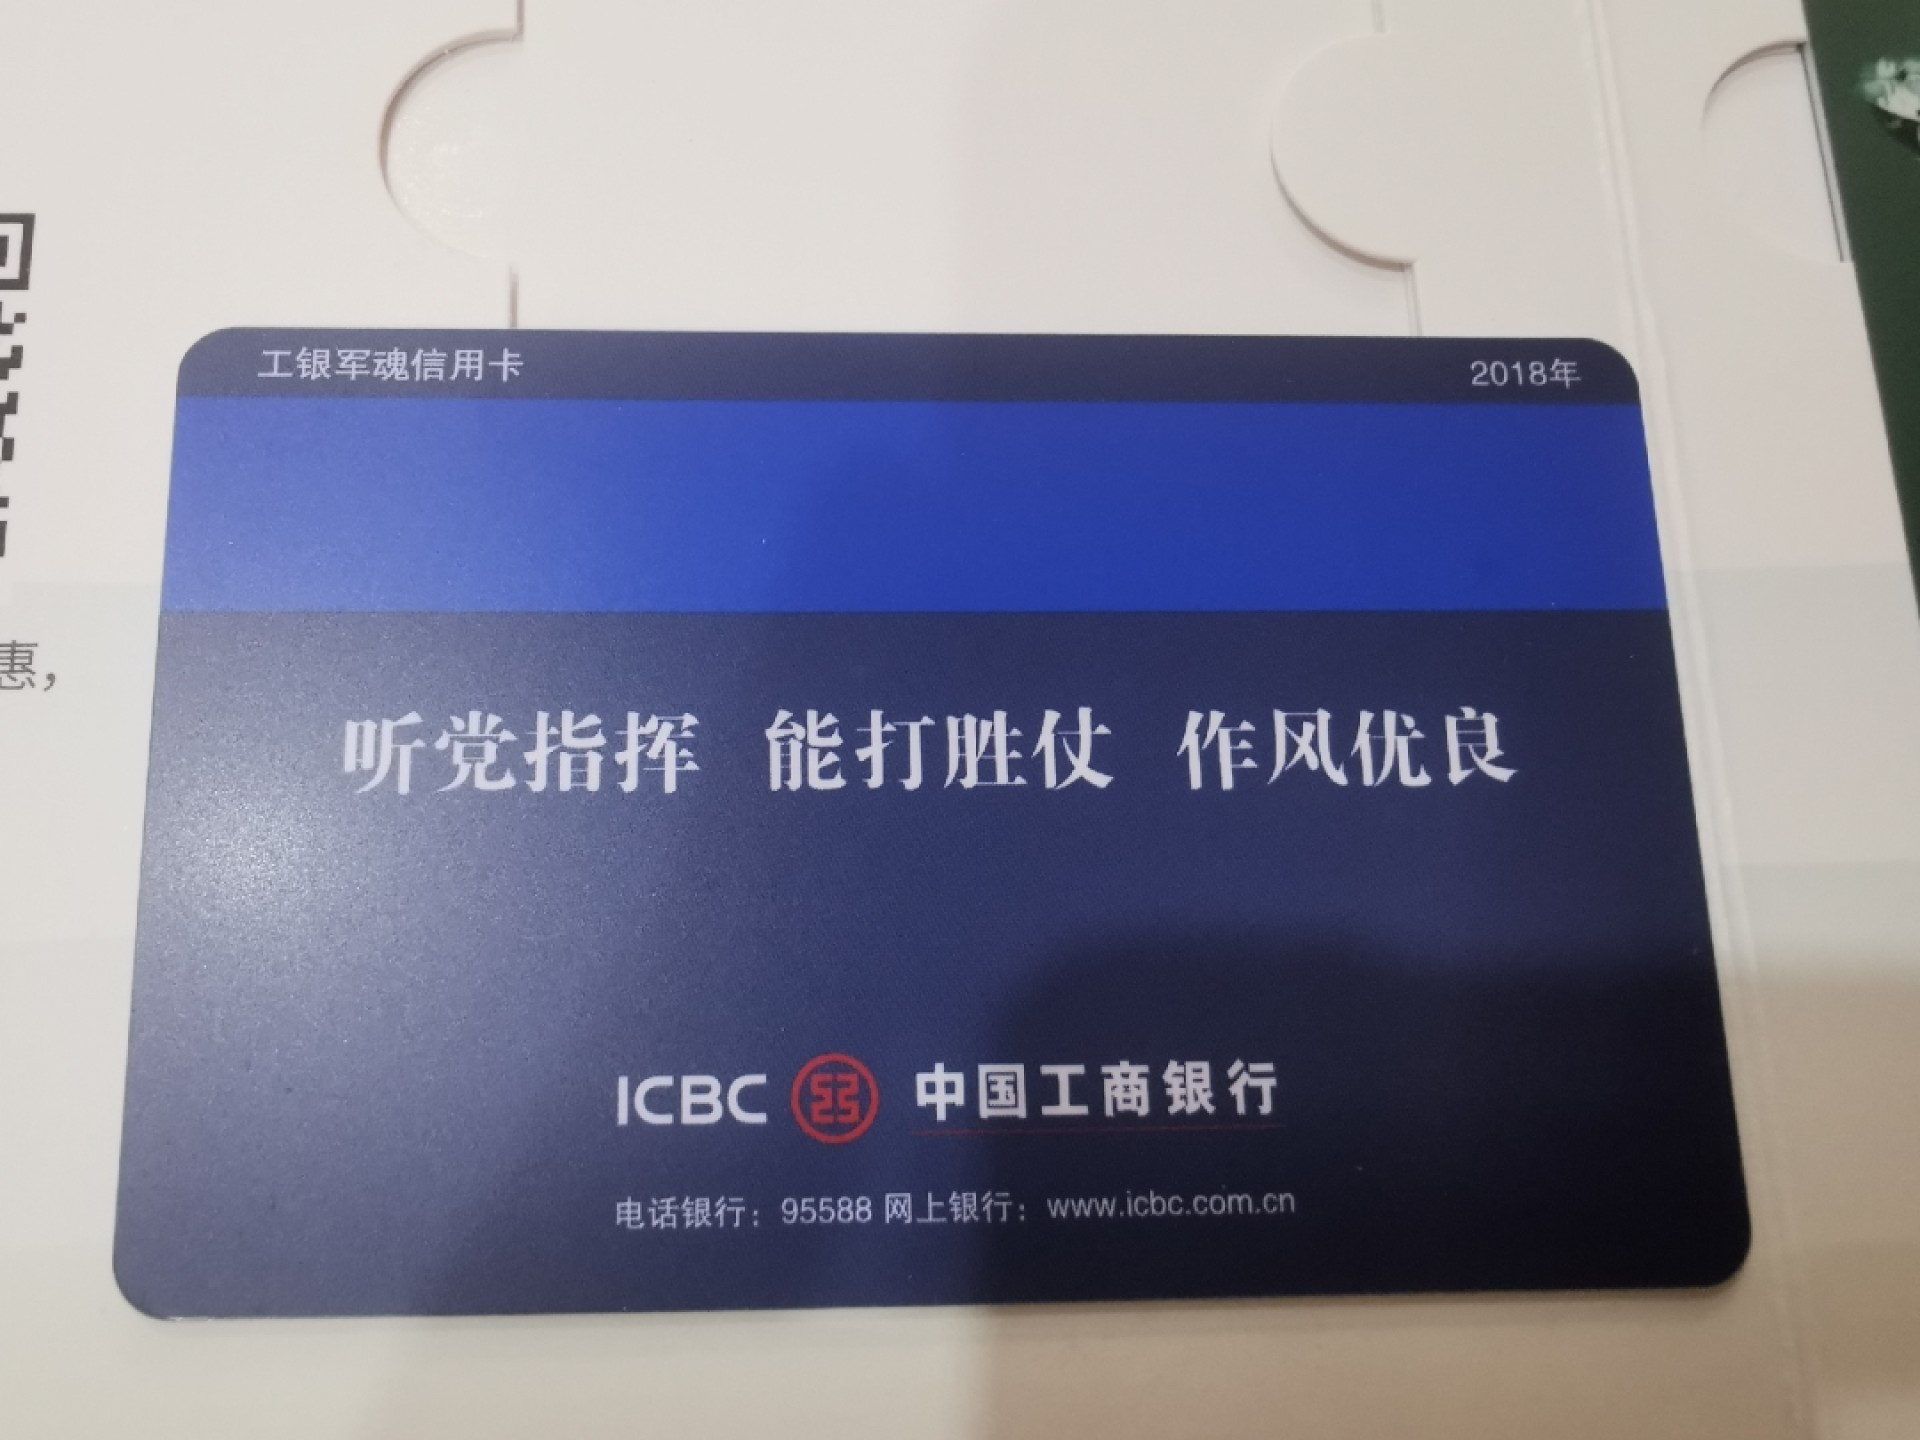 工银军魂信用卡 2018年
惠，
听党指挥 能打胜仗 作风优良
ICBC 中国工商银行
电话银行：95588 网上银行：www.icbc.com.cn